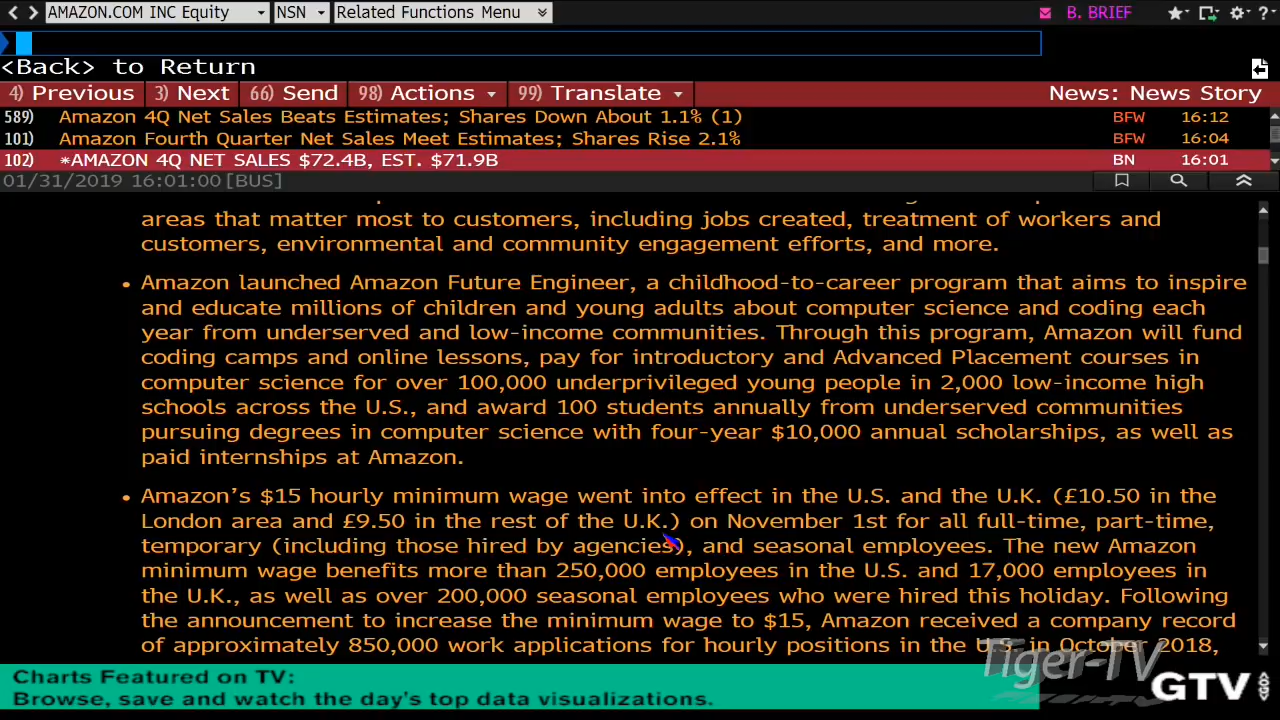 AMAZON.COM INC Equity NSN Related Functions Menu B. BRIEF
<Back> to Return
4) Previous 3) Next 66) Send 98) Actions 99) Translate News: News Story
589) Amazon 4Q Net Sales Beats Estimates; Shares Down About 1.1% (1) BFW 16:12
101) Amazon Fourth Quarter Net Sales Meet Estimates; Shares Rise 2.1% BFW 16:04
102) *AMAZON 4Q NET SALES $72.4B, EST. $71.9B BN 16:01
01/31/2019 16:01:00 [BUS]
areas that matter most to customers, including jobs created, treatment of workers and
customers, environmental and community engagement efforts, and more.
• Amazon launched Amazon Future Engineer, a childhood-to-career program that aims to inspire
and educate millions of children and young adults about computer science and coding each
year from underserved and low-income communities. Through this program, Amazon will fund
coding camps and online lessons, pay for introductory and Advanced Placement courses in
computer science for over 100,000 underprivileged young people in 2,000 low-income high
schools across the U.S., and award 100 students annually from underserved communities
pursuing degrees in computer science with four-year $10,000 annual scholarships, as well as
paid internships at Amazon.
• Amazon's $15 hourly minimum wage went into effect in the U.S. and the U.K. (£10.50 in the
London area and £9.50 in the rest of the U.K.) on November 1st for all full-time, part-time,
temporary (including those hired by agencies), and seasonal employees. The new Amazon
minimum wage benefits more than 250,000 employees in the U.S. and 17,000 employees in
the U.K., as well as over 200,000 seasonal employees who were hired this holiday. Following
the announcement to increase the minimum wage to $15, Amazon received a company record
of approximately 850,000 work applications for hourly positions in the U.S. in October 2018,
Tiger-TV
Charts Featured on TV:
Browse, save and watch the day's top data visualizations.
GTV